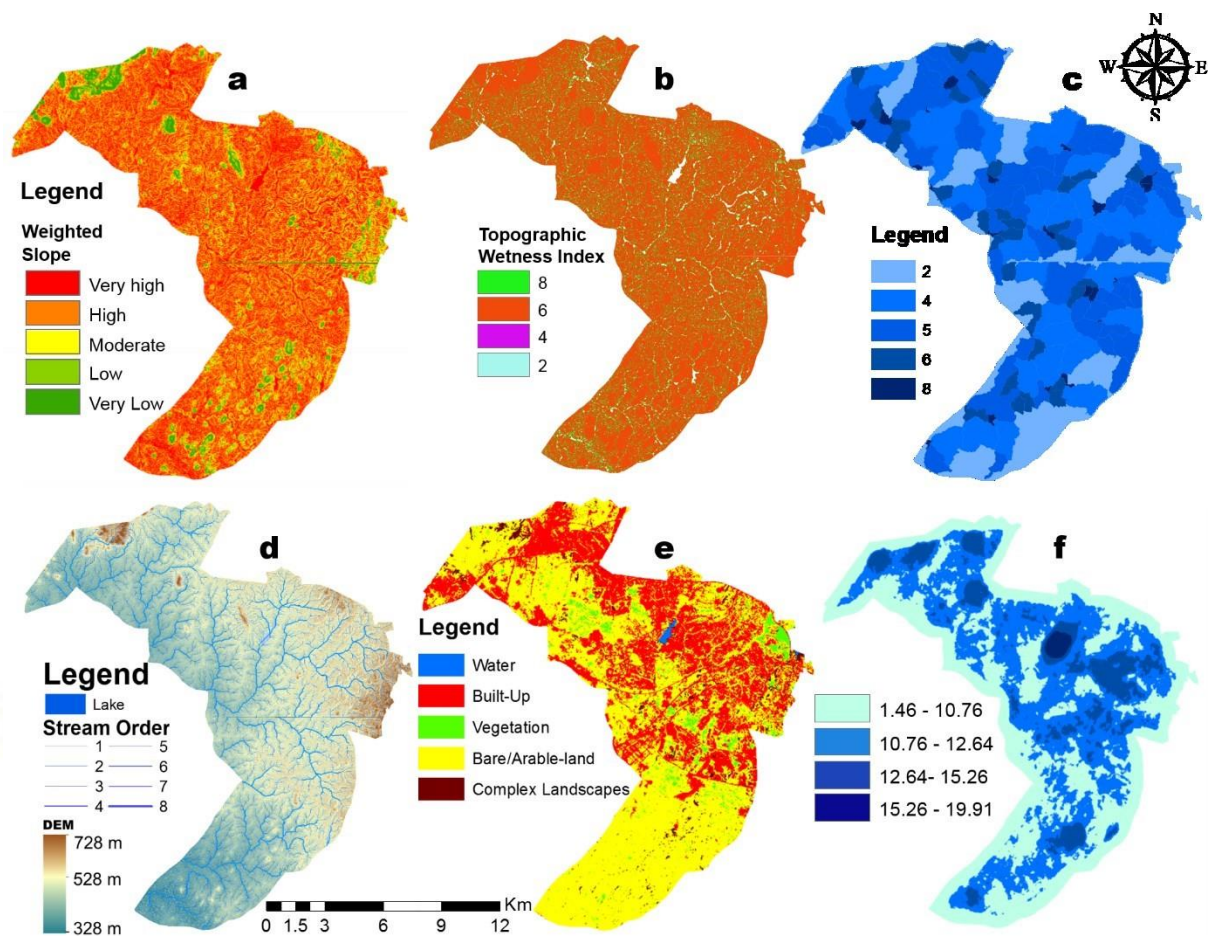 N
W
E
S
a
Legend
Weighted
Slope
Very high
High
Moderate
Low
Very Low
b
Topographic
Wetness Index
8
6
4
2
c
Legend
2
4
5
6
8
d
Legend
Lake
Stream Order
1 5
2 6
3 7
4 8
DEM
728 m
528 m
328 m
Km
0 1.5 3 6 9 12
e
Legend
Water
Built-Up
Vegetation
Bare/Arable-land
Complex Landscapes
f
1.46 - 10.76
10.76 - 12.64
12.64- 15.26
15.26 - 19.91